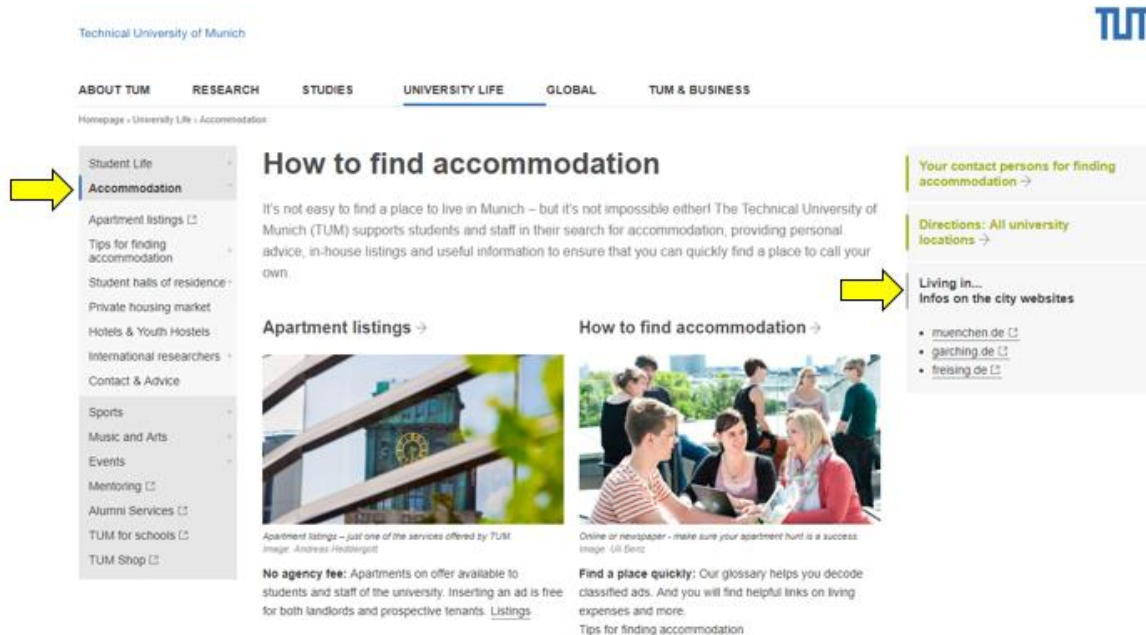 Technical University of Munich
TUM
ABOUT TUM RESEARCH STUDIES UNIVERSITY LIFE GLOBAL TUM & BUSINESS
Homepage › University Life › Accommodation
Student Life
Accommodation
Apartment listings
Tips for finding
accommodation
Student halls of residence
Private housing market
Hotels & Youth Hostels
International researchers
Contact & Advice
Sports
Music and Arts
Events
Mentoring
Alumni Services
TUM for schools
TUM Shop
How to find accommodation
It's not easy to find a place to live in Munich – but it's not impossible either! The Technical University of
Munich (TUM) supports students and staff in their search for accommodation, providing personal
advice, in-house listings and useful information to ensure that you can quickly find a place to call your
own.
Apartment listings →
Apartment listings – just one of the services offered by TUM.
Image: Andreas Heddergott
No agency fee: Apartments on offer available to
students and staff of the university. Inserting an ad is free
for both landlords and prospective tenants. Listings
How to find accommodation →
Online or newspaper - make sure your apartment hunt is a success.
Image: Uli Benz
Find a place quickly: Our glossary helps you decode
classified ads. And you will find helpful links on living
expenses and more.
Tips for finding accommodation
Your contact persons for finding
accommodation →
Directions: All university
locations →
Living in...
Infos on the city websites
• muenchen.de
• garching.de
• freising.de